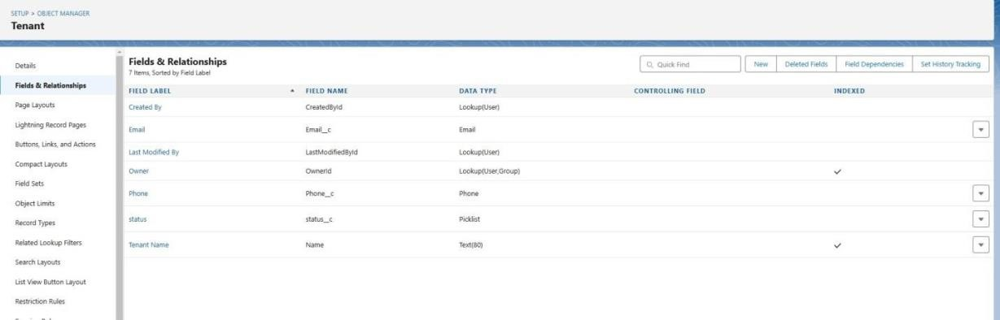 SETUP > OBJECT MANAGER
Tenant
Details
Fields & Relationships
Page Layouts
Lightning Record Pages
Buttons, Links, and Actions
Compact Layouts
Field Sets
Object Limits
Record Types
Related Lookup Filters
Search Layouts
List View Button Layout
Restriction Rules
Fields & Relationships
7 Items, Sorted by Field Label
Quick Find
New
Deleted Fields
Field Dependencies
Set History Tracking
FIELD LABEL FIELD NAME DATA TYPE CONTROLLING FIELD INDEXED
Created By CreatedById Lookup(User)
Email Email__c Email
Last Modified By LastModifiedById Lookup(User)
Owner OwnerId Lookup(User,Group)
Phone Phone__c Phone
status status__c Picklist
Tenant Name Name Text(80)